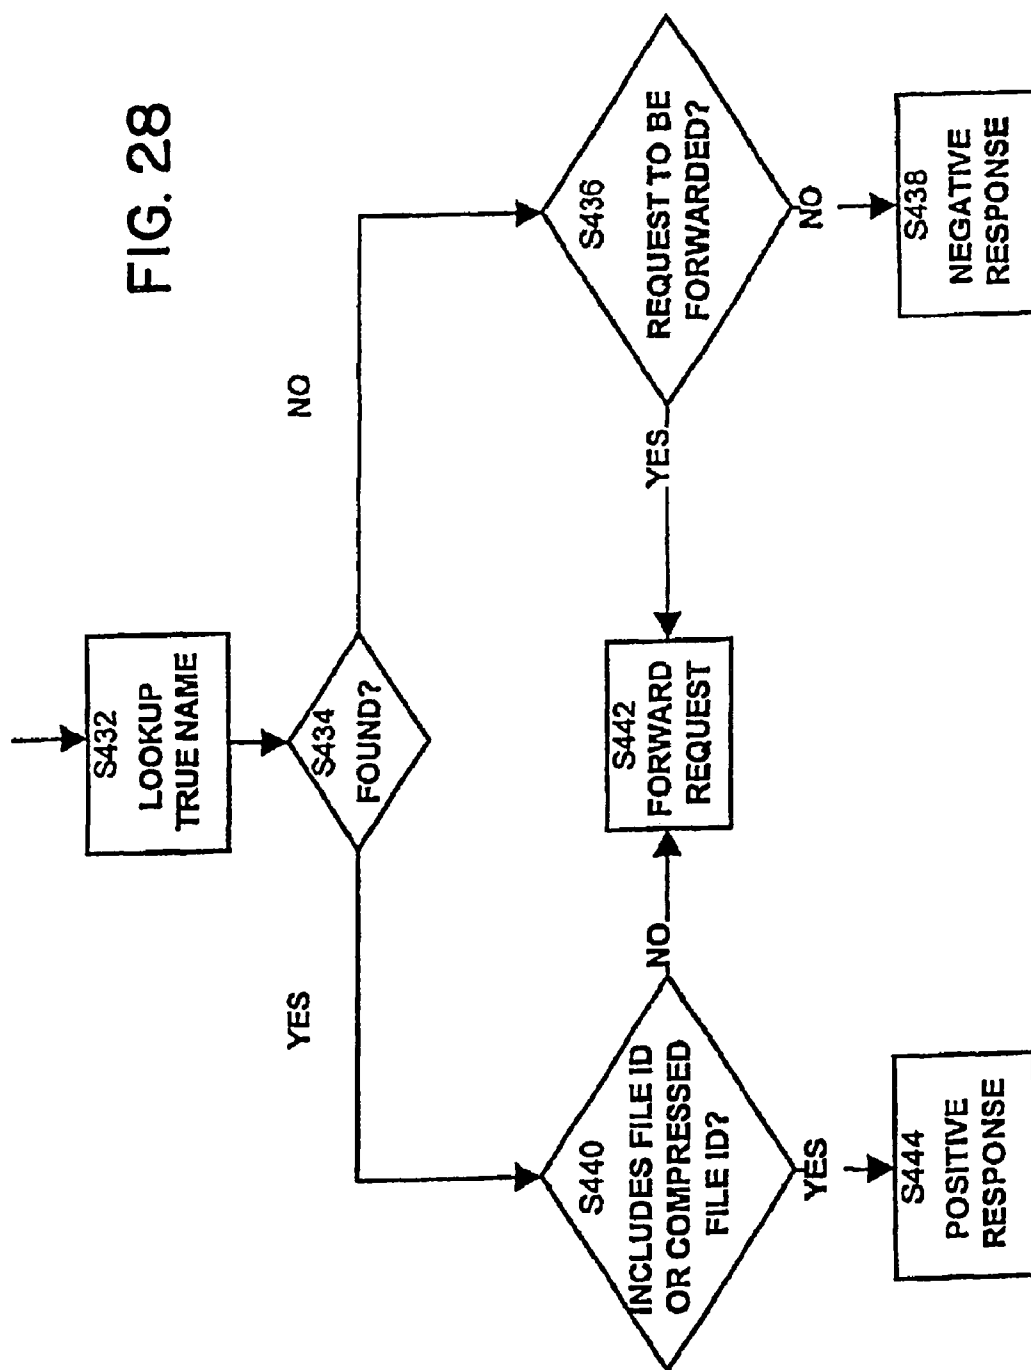 FIG. 28
S432
LOOKUP
TRUE NAME
S434
FOUND?
YES
NO
S440
INCLUDES FILE ID
OR COMPRESSED
FILE ID?
NO
YES
S442
FORWARD
REQUEST
S436
REQUEST TO BE
FORWARDED?
YES
NO
S444
POSITIVE
RESPONSE
S438
NEGATIVE
RESPONSE